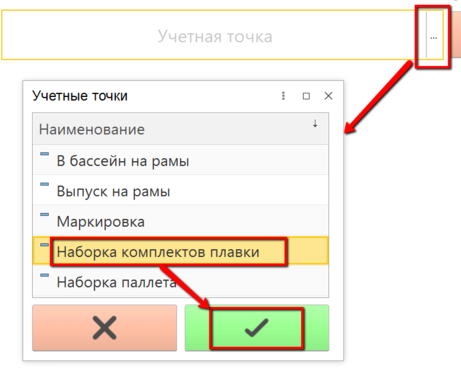 Учетная точка
...
Учетные точки
Наименование
В бассейн на рамы
Выпуск на рамы
Маркировка
Наборка комплектов плавки
Наборка паллета